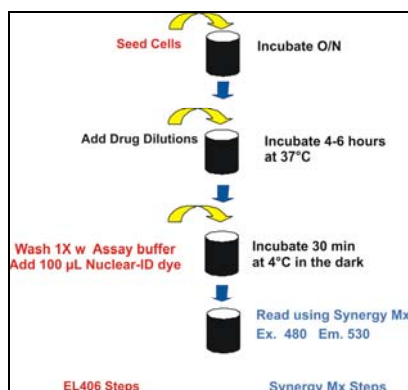 Seed Cells
Incubate O/N
Add Drug Dilutions
Incubate 4-6 hours
at 37°C
Wash 1X w Assay buffer
Add 100 µL Nuclear-ID dye
Incubate 30 min
at 4°C in the dark
Read using Synergy Mx
Ex. 480 Em. 530
EL406 Steps
Synergy Mx Steps